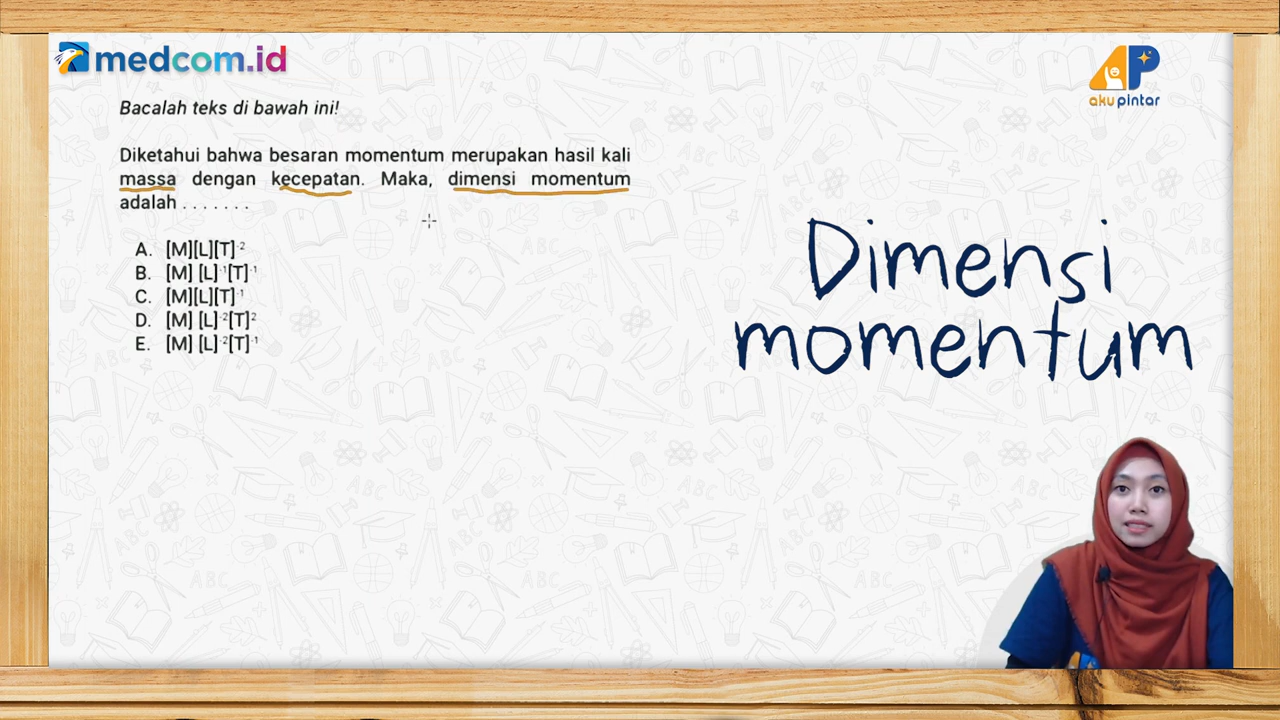 medcom.id
AP
aku pintar
Bacalah teks di bawah ini!
Diketahui bahwa besaran momentum merupakan hasil kali
massa dengan kecepatan. Maka, dimensi momentum
adalah . . . . . . .
A. [M][L][T]⁻²
B. [M] [L]⁻¹[T]⁻¹
C. [M][L][T]⁻¹
D. [M] [L]⁻²[T]²
E. [M] [L]⁻²[T]⁻¹
Dimensi
momentum